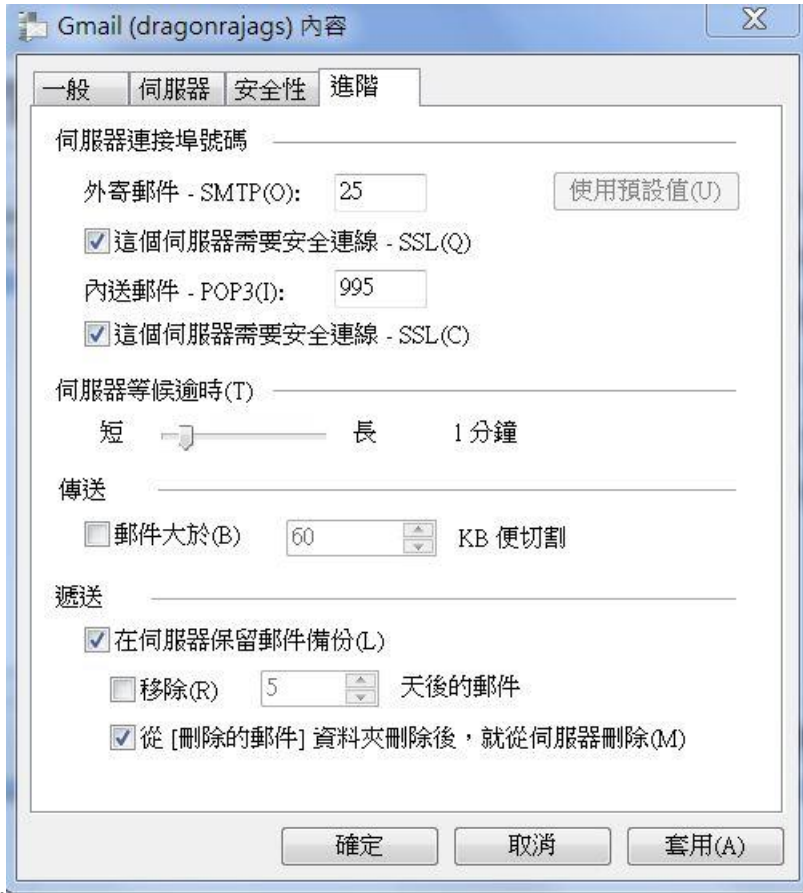 Gmail (dragonrajags) 內容
一般 伺服器 安全性 進階
伺服器連接埠號碼
外寄郵件 - SMTP(O): 25 使用預設值(U)
這個伺服器需要安全連線 - SSL(Q)
內送郵件 - POP3(I): 995
這個伺服器需要安全連線 - SSL(C)
伺服器等候逾時(T)
短 長 1 分鐘
傳送
郵件大於(B) 60 KB 便切割
遞送
在伺服器保留郵件備份(L)
移除(R) 5 天後的郵件
從 [刪除的郵件] 資料夾刪除後，就從伺服器刪除(M)
確定 取消 套用(A)